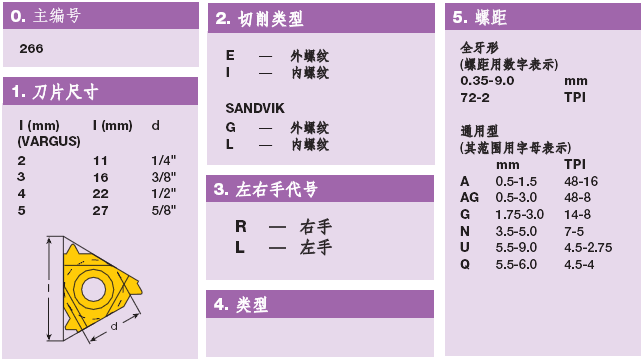 0. 主编号
266
1. 刀片尺寸
l (mm) l (mm) d
(VARGUS)
2 11 1/4"
3 16 3/8"
4 22 1/2"
5 27 5/8"
l
d
2. 切削类型
E — 外螺纹
I — 内螺纹
SANDVIK
G — 外螺纹
L — 内螺纹
3. 左右手代号
R — 右手
L — 左手
4. 类型
5. 螺距
全牙形
(螺距用数字表示)
0.35-9.0 mm
72-2 TPI
通用型
(其范围用字母表示)
mm TPI
A 0.5-1.5 48-16
AG 0.5-3.0 48-8
G 1.75-3.0 14-8
N 3.5-5.0 7-5
U 5.5-9.0 4.5-2.75
Q 5.5-6.0 4.5-4